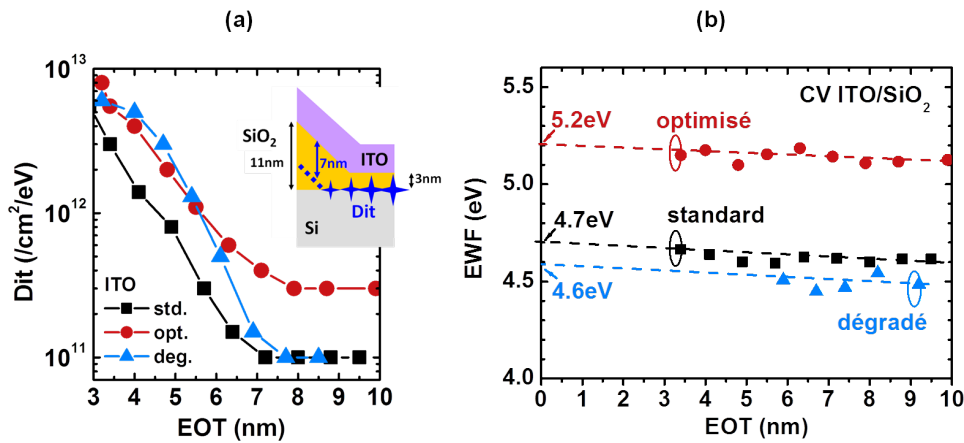 (a)
10^13
10^12
10^11
Dit (/cm²/eV)
3 4 5 6 7 8 9 10
EOT (nm)
ITO
std.
opt.
deg.
SiO₂
11nm
7nm
ITO
3nm
Dit
Si
(b)
CV ITO/SiO₂
5.5
5.0
4.5
4.0
EWF (eV)
5.2eV
optimisé
4.7eV
standard
4.6eV
dégradé
0 1 2 3 4 5 6 7 8 9 10
EOT (nm)